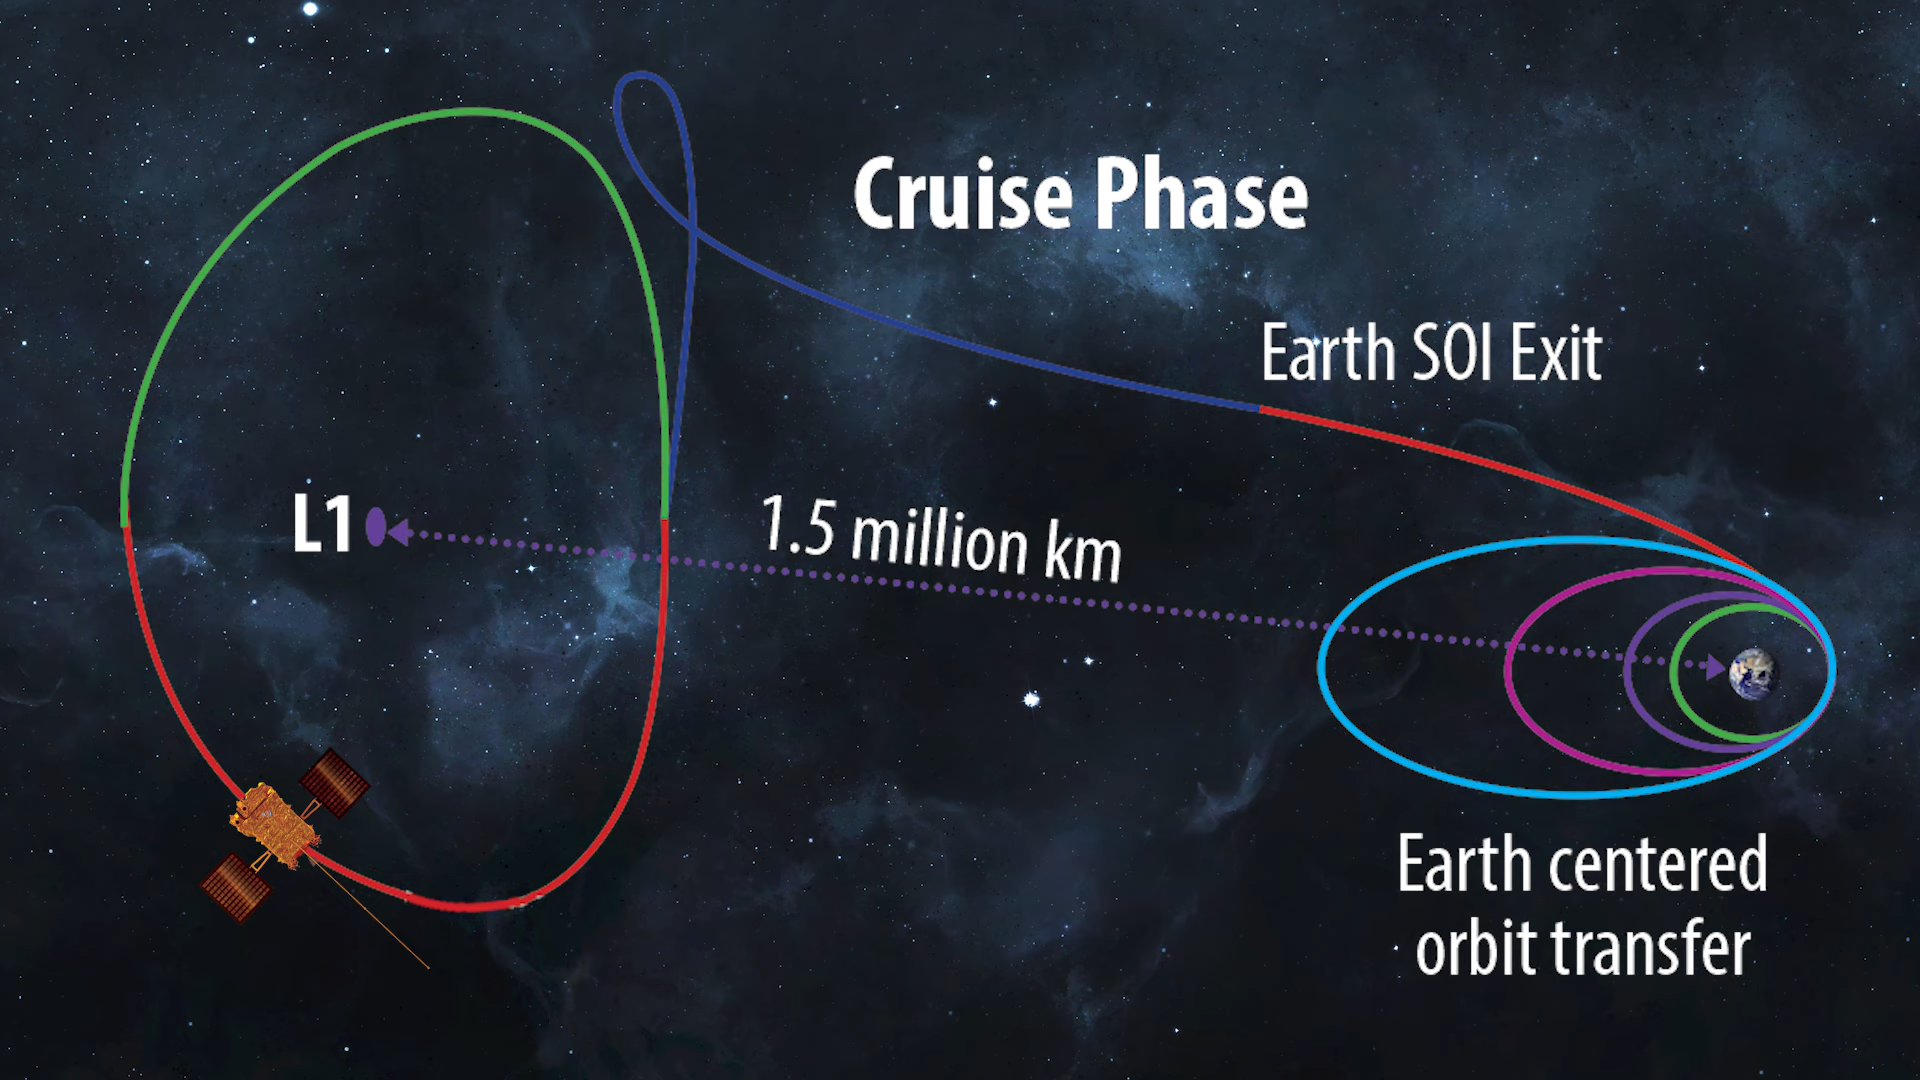 Cruise Phase
Earth SOI Exit
L1
1.5 million km
Earth centered
orbit transfer